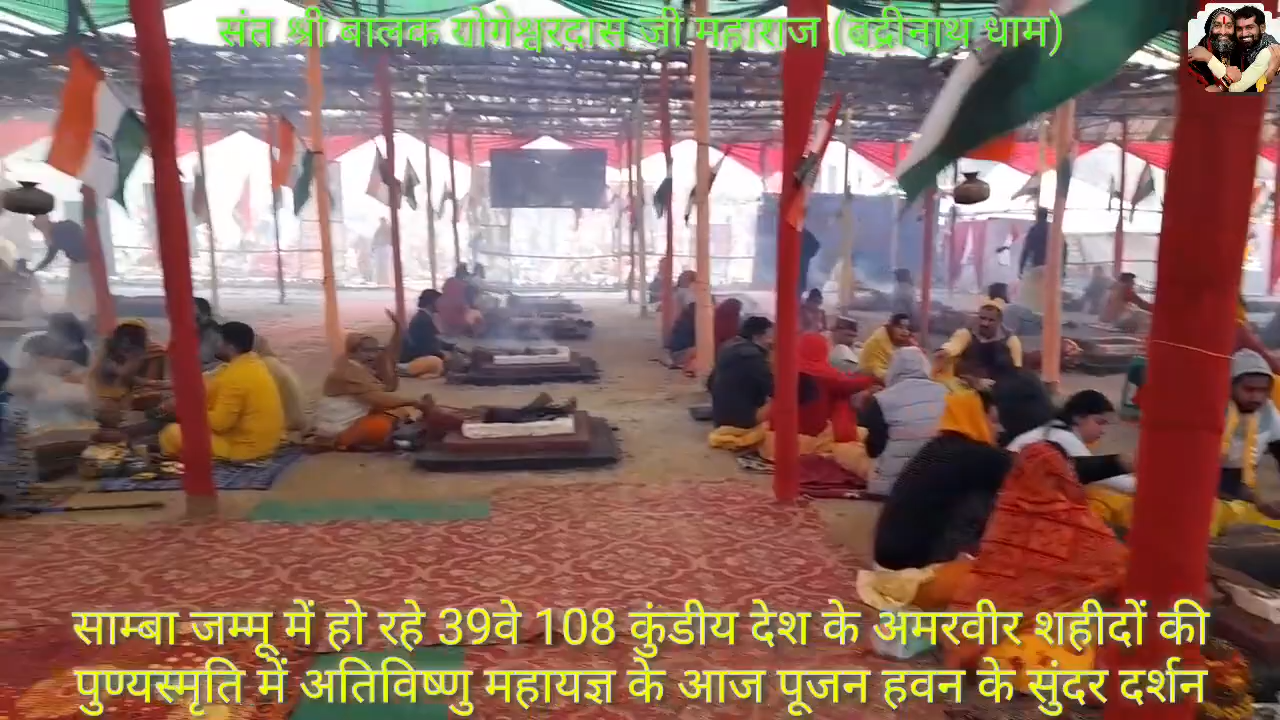 संत श्री बालक योगेश्वरदास जी महाराज (बद्रीनाथ धाम)
साम्बा जम्मू में हो रहे 39वे 108 कुंडीय देश के अमरवीर शहीदों की
पुण्यस्मृति में अतिविष्णु महायज्ञ के आज पूजन हवन के सुंदर दर्शन